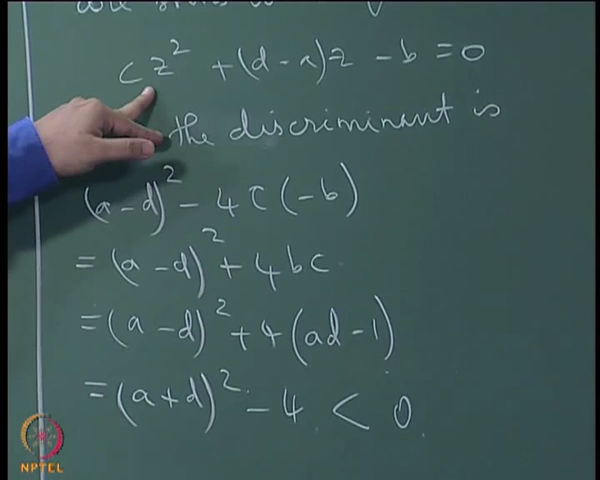 cz² + (d - a)z - b = 0
the discriminant is
(a - d)² - 4c(-b)
= (a - d)² + 4bc
= (a - d)² + 4(ad - 1)
= (a + d)² - 4 < 0
NPTEL